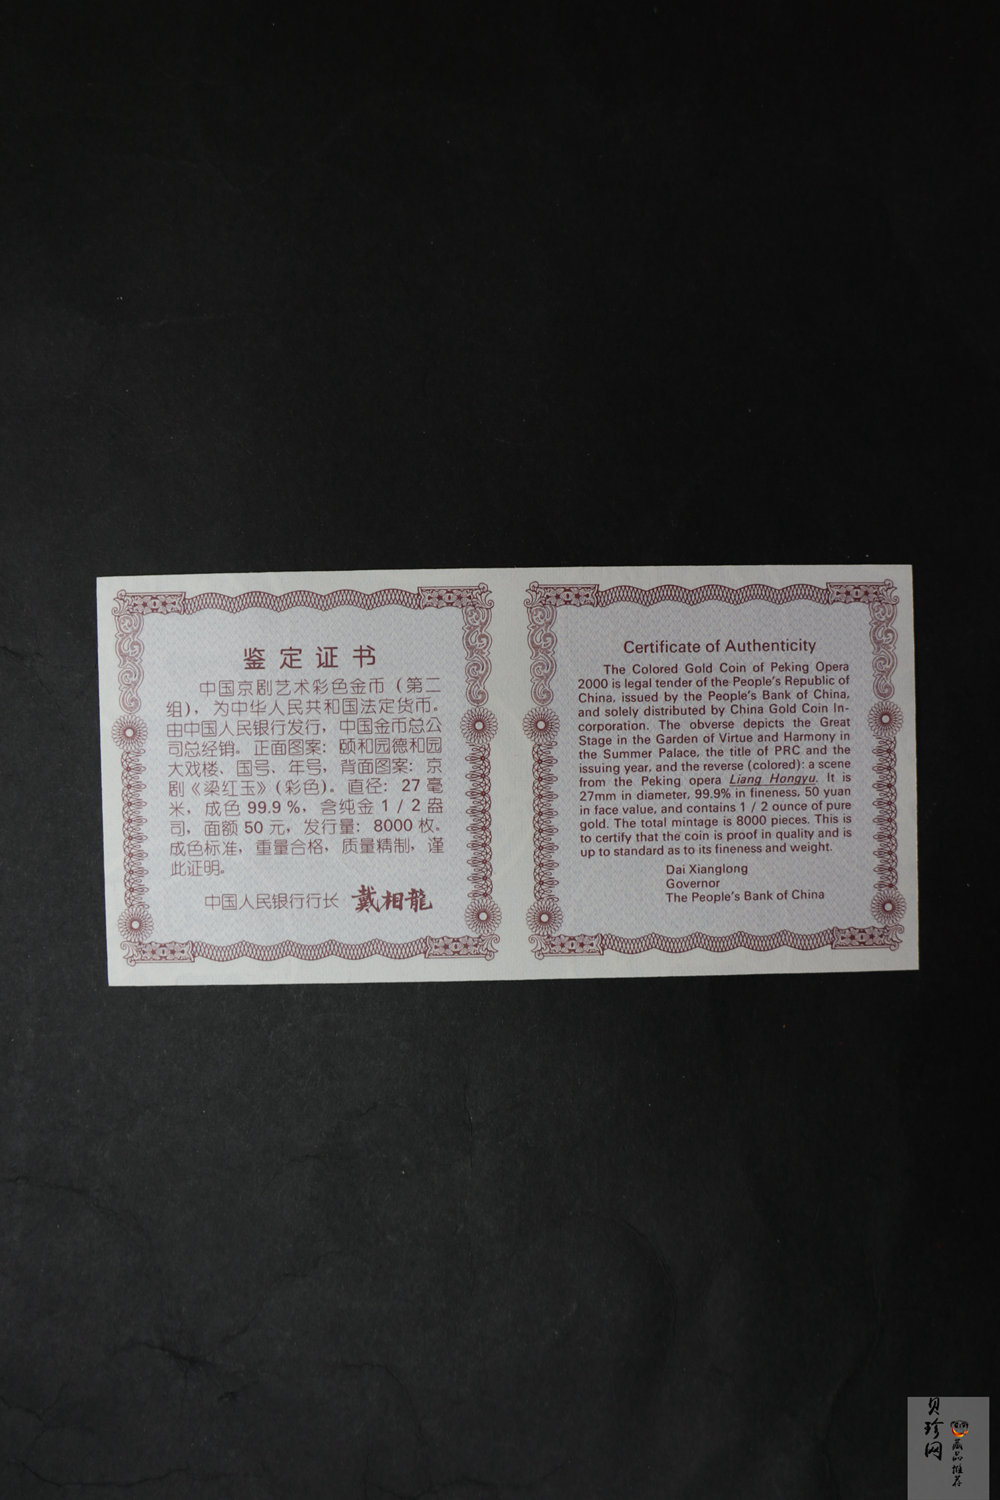 鉴定证书
中国京剧艺术彩色金币（第二
组），为中华人民共和国法定货币。
由中国人民银行发行，中国金币总公
司总经销。正面图案：颐和园德和园
大戏楼、国号、年号，背面图案：京
剧《梁红玉》（彩色）。直径：27毫
米，成色99.9%，含纯金1/2盎
司，面额50元，发行量：8000枚。
成色标准，重量合格，质量精制，谨
此证明。
中国人民银行行长 戴相龍
Certificate of Authenticity
The Colored Gold Coin of Peking Opera
2000 is legal tender of the People's Republic of
China, issued by the People's Bank of China,
and solely distributed by China Gold Coin In-
corporation. The obverse depicts the Great
Stage in the Garden of Virtue and Harmony in
the Summer Palace, the title of PRC and the
issuing year, and the reverse (colored): a scene
from the Peking opera Liang Hongyu. It is
27mm in diameter, 99.9% in fineness, 50 yuan
in face value, and contains 1/2 ounce of pure
gold. The total mintage is 8000 pieces. This is
to certify that the coin is proof in quality and is
up to standard as to its fineness and weight.
Dai Xianglong
Governor
The People's Bank of China
贝珍网
藏品推荐